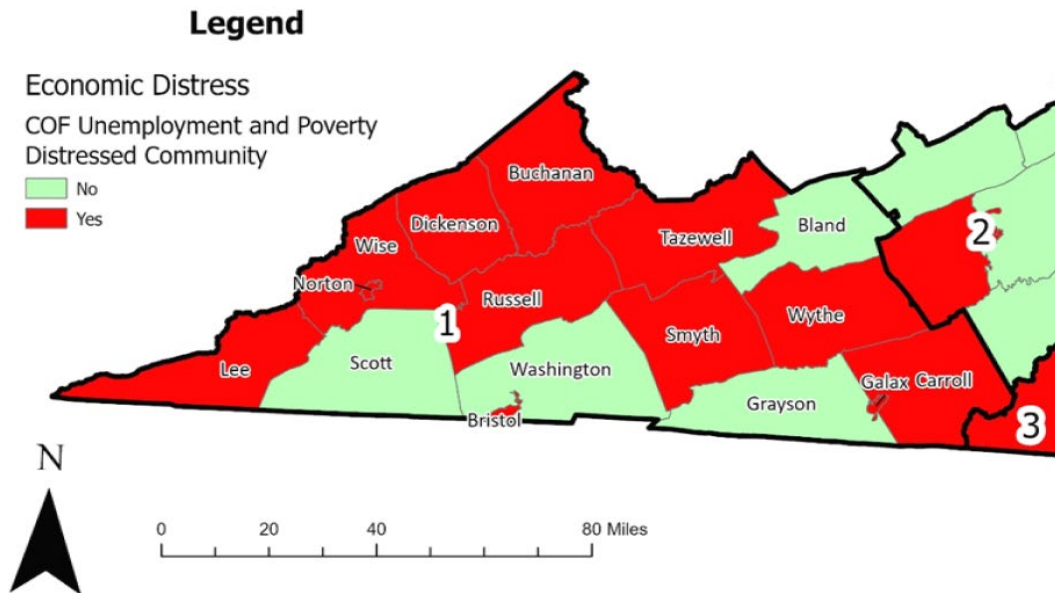 Legend
Economic Distress
COF Unemployment and Poverty
Distressed Community
No
Yes
Buchanan
Dickenson
Wise
Tazewell
Bland
2
Norton
Russell
1
Wythe
Smyth
Lee
Scott
Washington
Galax Carroll
Grayson
Bristol
3
N
0 20 40 80 Miles